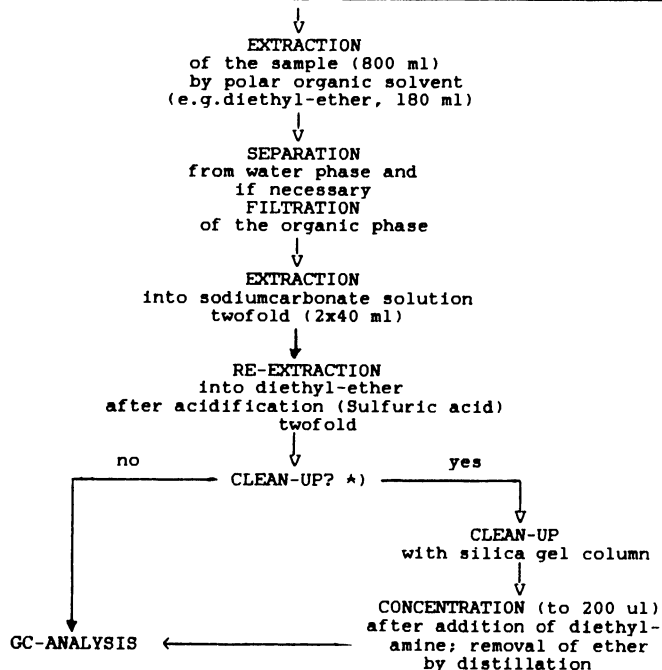 EXTRACTION
of the sample (800 ml)
by polar organic solvent
(e.g.diethyl-ether, 180 ml)
SEPARATION
from water phase and
if necessary
FILTRATION
of the organic phase
EXTRACTION
into sodiumcarbonate solution
twofold (2x40 ml)
RE-EXTRACTION
into diethyl-ether
after acidification (Sulfuric acid)
twofold
no
CLEAN-UP? *)
yes
CLEAN-UP
with silica gel column
CONCENTRATION (to 200 ul)
after addition of diethyl-
amine; removal of ether
by distillation
GC-ANALYSIS